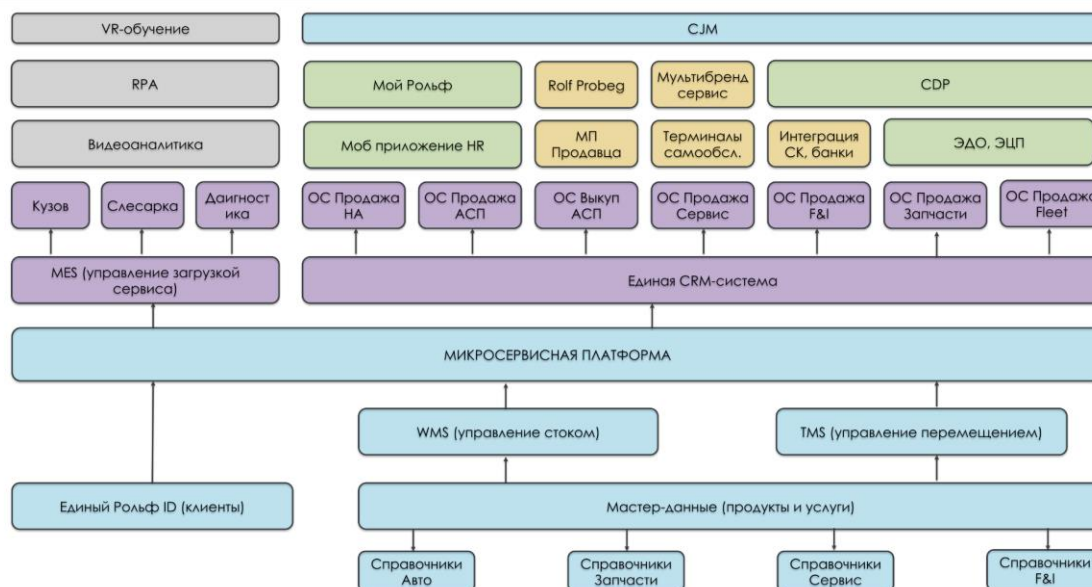 VR-обучение
CJM
RPA
Мой Рольф
Rolf Probeg
Мультибренд
сервис
CDP
Видеоаналитика
Моб приложение HR
МП
Продавца
Терминалы
самообсл.
Интеграция
СК, банки
ЭДО, ЭЦП
Кузов
Слесарка
Даигност
ика
ОС Продажа
НА
ОС Продажа
АСП
ОС Выкуп
АСП
ОС Продажа
Сервис
ОС Продажа
F&I
ОС Продажа
Запчасти
ОС Продажа
Fleet
MES (управление загрузкой
сервиса)
Единая CRM-система
МИКРОСЕРВИСНАЯ ПЛАТФОРМА
WMS (управление стоком)
TMS (управление перемещением)
Единый Рольф ID (клиенты)
Мастер-данные (продукты и услуги)
Справочники
Авто
Справочники
Запчасти
Справочники
Сервис
Справочники
F&I